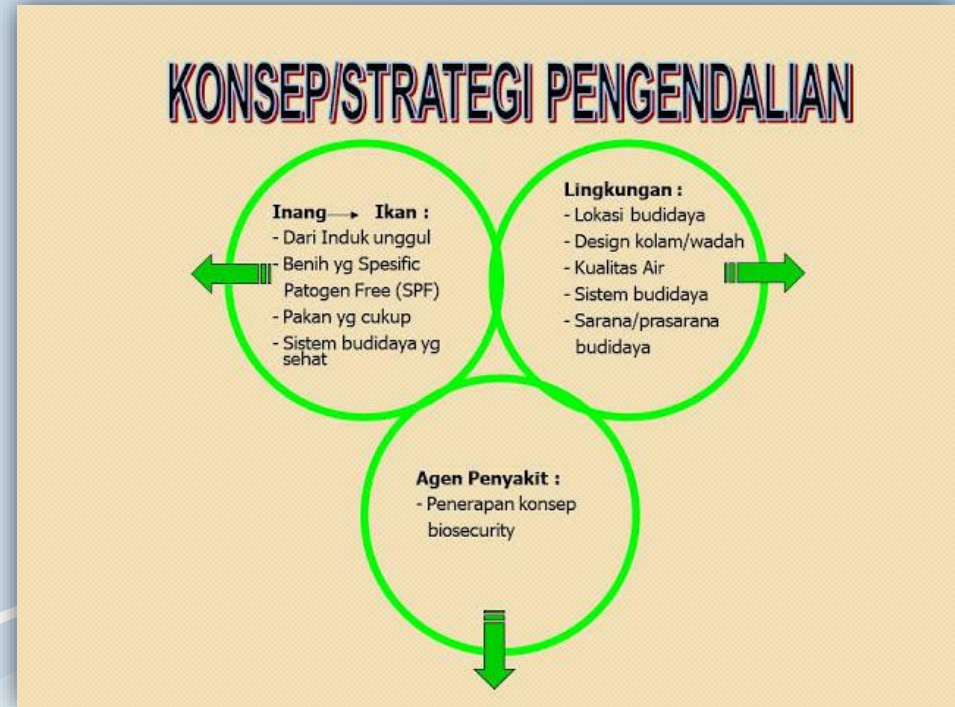 KONSEP/STRATEGI PENGENDALIAN
Inang → Ikan :
- Dari Induk unggul
- Benih yg Spesific
Patogen Free (SPF)
- Pakan yg cukup
- Sistem budidaya yg
sehat
Lingkungan :
- Lokasi budidaya
- Design kolam/wadah
- Kualitas Air
- Sistem budidaya
- Sarana/prasarana
budidaya
Agen Penyakit :
- Penerapan konsep
biosecurity